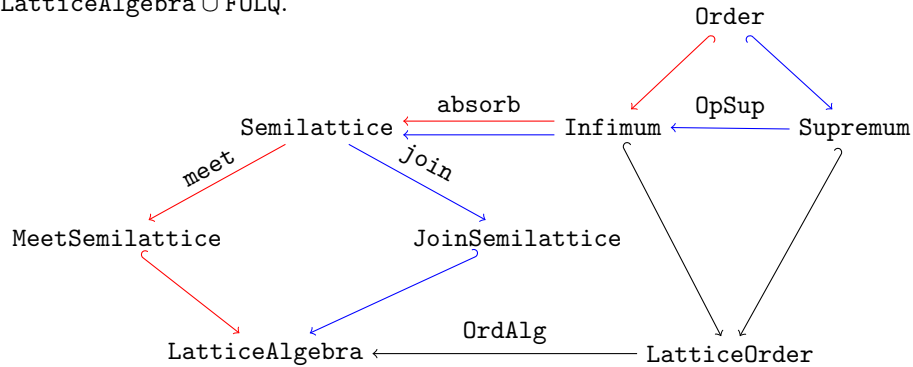 LatticeAlgebra ∪ FOLQ.
Order
absorb
OpSup
Semilattice
Infimum
Supremum
meet
join
MeetSemilattice
JoinSemilattice
OrdAlg
LatticeAlgebra
LatticeOrder